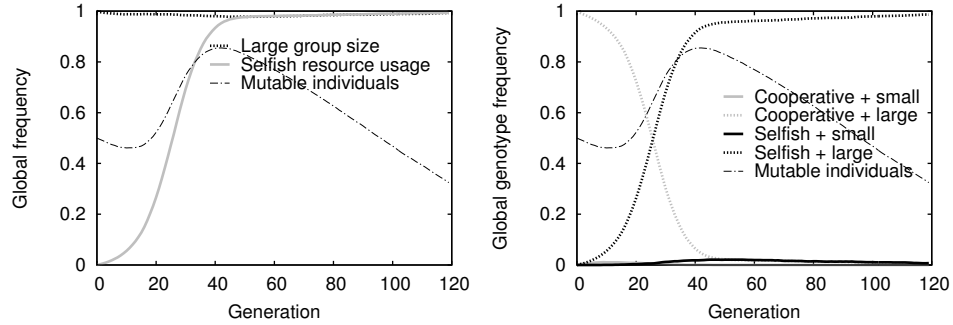 Global frequency
1
0.8
0.6
0.4
0.2
0
Large group size
Selfish resource usage
Mutable individuals
0 20 40 60 80 100 120
Generation
Global genotype frequency
1
0.8
0.6
0.4
0.2
0
Cooperative + small
Cooperative + large
Selfish + small
Selfish + large
Mutable individuals
0 20 40 60 80 100 120
Generation